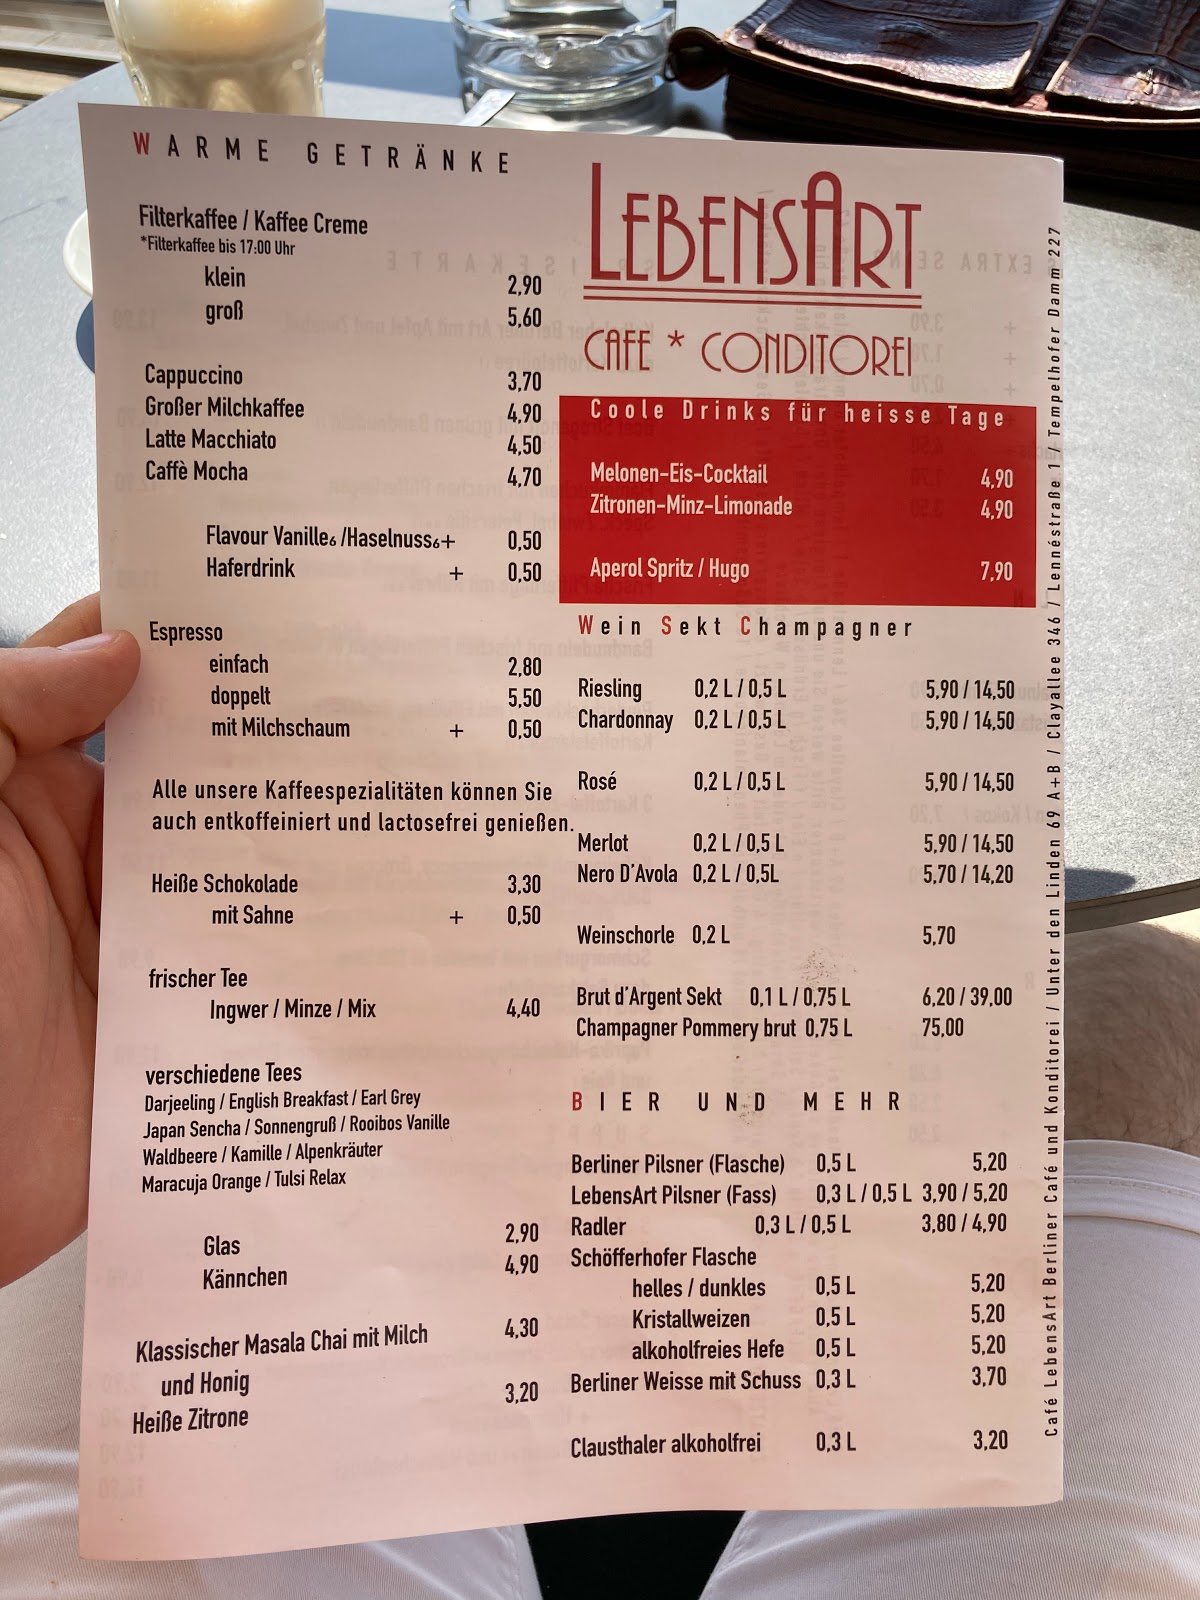 WARME GETRÄNKE
Filterkaffee / Kaffee Creme
*Filterkaffee bis 17:00 Uhr
klein 2,90
groß 5,60
Cappuccino 3,70
Großer Milchkaffee 4,90
Latte Macchiato 4,50
Caffè Mocha 4,70
Flavour Vanille6 /Haselnuss6+ 0,50
Haferdrink + 0,50
Espresso
einfach 2,80
doppelt 5,50
mit Milchschaum + 0,50
Alle unsere Kaffeespezialitäten können Sie
auch entkoffeiniert und lactosefrei genießen.
Heiße Schokolade 3,30
mit Sahne + 0,50
frischer Tee
Ingwer / Minze / Mix 4,40
verschiedene Tees
Darjeeling / English Breakfast / Earl Grey
Japan Sencha / Sonnengruß / Rooibos Vanille
Waldbeere / Kamille / Alpenkräuter
Maracuja Orange / Tulsi Relax
Glas 2,90
Kännchen 4,90
Klassischer Masala Chai mit Milch 4,30
und Honig
Heiße Zitrone 3,20
LEBENSART
CAFE * CONDITOREI
Coole Drinks für heisse Tage
Melonen-Eis-Cocktail 4,90
Zitronen-Minz-Limonade 4,90
Aperol Spritz / Hugo 7,90
Wein Sekt Champagner
Riesling 0,2 L / 0,5 L 5,90 / 14,50
Chardonnay 0,2 L / 0,5 L 5,90 / 14,50
Rosé 0,2 L / 0,5 L 5,90 / 14,50
Merlot 0,2 L / 0,5 L 5,90 / 14,50
Nero D'Avola 0,2 L / 0,5L 5,70 / 14,20
Weinschorle 0,2 L 5,70
Brut d'Argent Sekt 0,1 L / 0,75 L 6,20 / 39,00
Champagner Pommery brut 0,75 L 75,00
BIER UND MEHR
Berliner Pilsner (Flasche) 0,5 L 5,20
LebensArt Pilsner (Fass) 0,3 L / 0,5 L 3,90 / 5,20
Radler 0,3 L / 0,5 L 3,80 / 4,90
Schöfferhofer Flasche
helles / dunkles 0,5 L 5,20
Kristallweizen 0,5 L 5,20
alkoholfreies Hefe 0,5 L 5,20
Berliner Weisse mit Schuss 0,3 L 3,70
Clausthaler alkoholfrei 0,3 L 3,20
Café LebensArt Berliner Café und Konditorei / Unter den Linden 69 A+B / Clayallee 346 / Lennéstraße 1 / Tempelhofer Damm 227